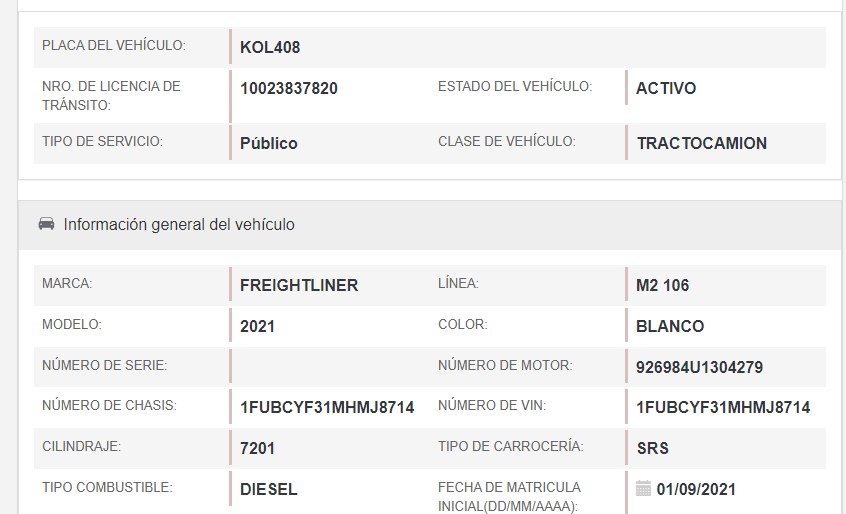 PLACA DEL VEHÍCULO: KOL408
NRO. DE LICENCIA DE TRÁNSITO: 10023837820 ESTADO DEL VEHÍCULO: ACTIVO
TIPO DE SERVICIO: Público CLASE DE VEHÍCULO: TRACTOCAMION
Información general del vehículo
MARCA: FREIGHTLINER LÍNEA: M2 106
MODELO: 2021 COLOR: BLANCO
NÚMERO DE SERIE: NÚMERO DE MOTOR: 926984U1304279
NÚMERO DE CHASIS: 1FUBCYF31MHMJ8714 NÚMERO DE VIN: 1FUBCYF31MHMJ8714
CILINDRAJE: 7201 TIPO DE CARROCERÍA: SRS
TIPO COMBUSTIBLE: DIESEL FECHA DE MATRICULA INICIAL(DD/MM/AAAA): 01/09/2021